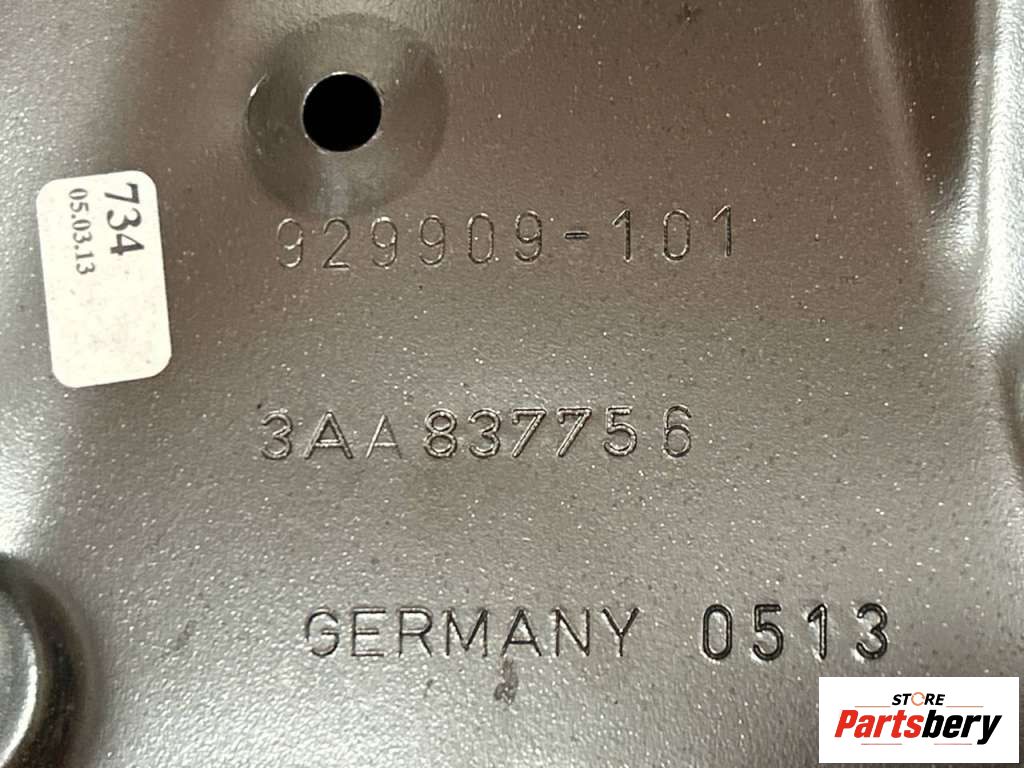 734
05.03.13
929909-101
3AA837756
GERMANY 0513
STORE
Partsbery